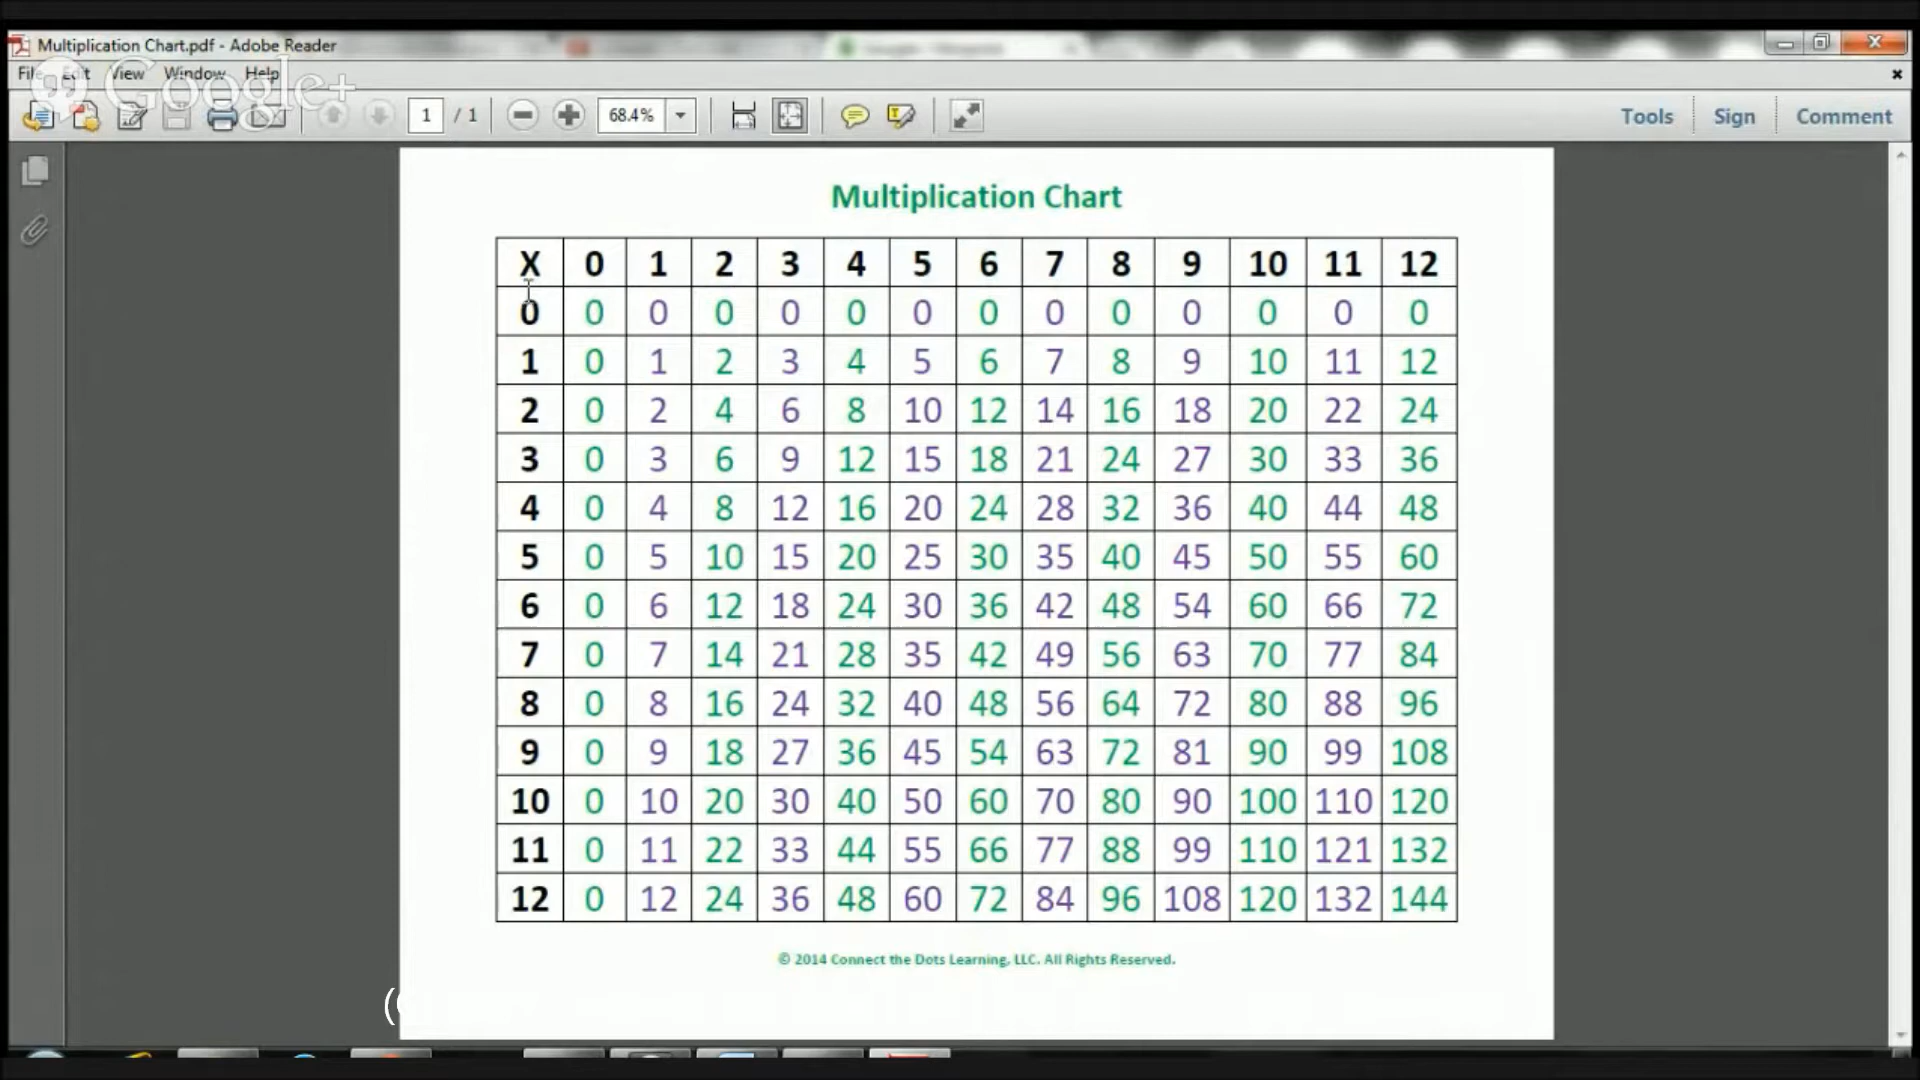 Multiplication Chart.pdf - Adobe Reader
File Edit View Window Help
Google+
1 / 1 68.4% Tools Sign Comment
Multiplication Chart
X 0 1 2 3 4 5 6 7 8 9 10 11 12
0 0 0 0 0 0 0 0 0 0 0 0 0 0
1 0 1 2 3 4 5 6 7 8 9 10 11 12
2 0 2 4 6 8 10 12 14 16 18 20 22 24
3 0 3 6 9 12 15 18 21 24 27 30 33 36
4 0 4 8 12 16 20 24 28 32 36 40 44 48
5 0 5 10 15 20 25 30 35 40 45 50 55 60
6 0 6 12 18 24 30 36 42 48 54 60 66 72
7 0 7 14 21 28 35 42 49 56 63 70 77 84
8 0 8 16 24 32 40 48 56 64 72 80 88 96
9 0 9 18 27 36 45 54 63 72 81 90 99 108
10 0 10 20 30 40 50 60 70 80 90 100 110 120
11 0 11 22 33 44 55 66 77 88 99 110 121 132
12 0 12 24 36 48 60 72 84 96 108 120 132 144
© 2014 Connect the Dots Learning, LLC. All Rights Reserved.